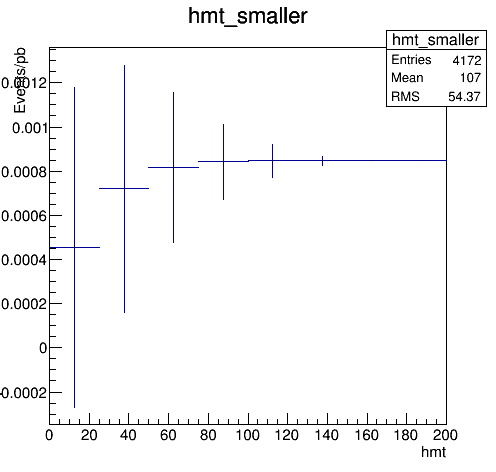 hmt_smaller
hmt_smaller
Entries 4172
Mean 107
RMS 54.37
Events/pb
0.0012
0.001
0.0008
0.0006
0.0004
0.0002
0
-0.0002
0 20 40 60 80 100 120 140 160 180 200
hmt